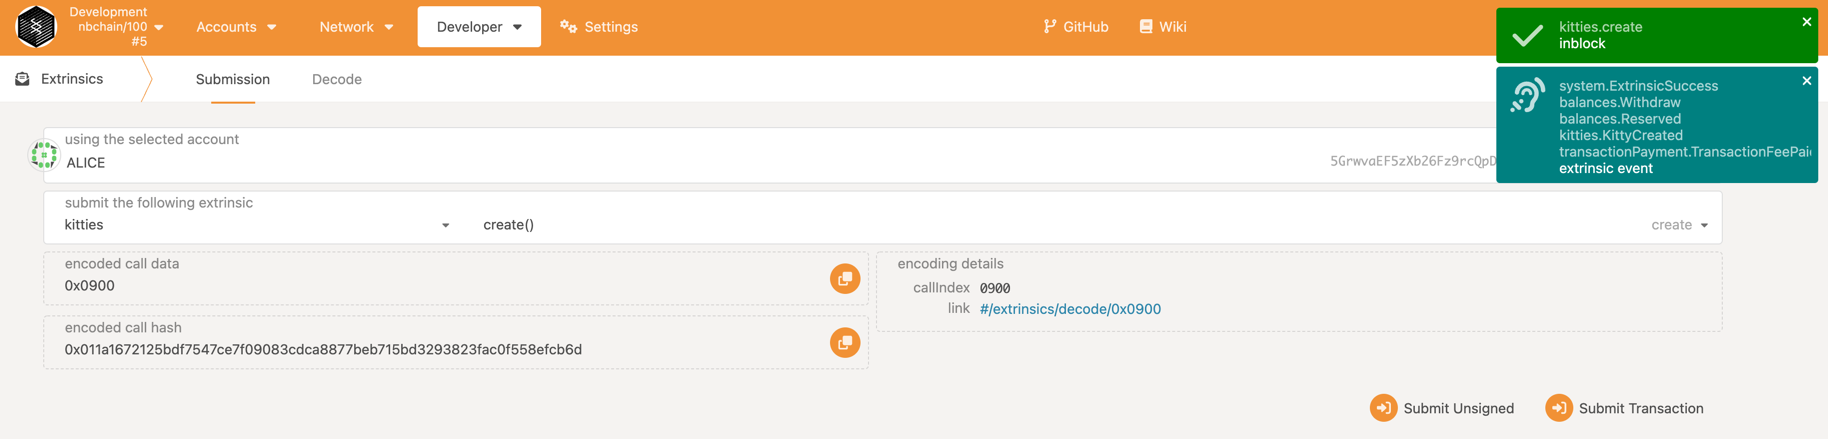 Development
nbchain/100
#5
Accounts
Network
Developer
Settings
GitHub
Wiki
kitties.create
inblock
Extrinsics
Submission
Decode
system.ExtrinsicSuccess
balances.Withdraw
balances.Reserved
kitties.KittyCreated
transactionPayment.TransactionFeePai
extrinsic event
using the selected account
ALICE
5GrwvaEF5zXb26Fz9rcQpD
submit the following extrinsic
kitties
create()
create
encoded call data
0x0900
encoding details
callIndex 0900
link #/extrinsics/decode/0x0900
encoded call hash
0x011a1672125bdf7547ce7f09083cdca8877beb715bd3293823fac0f558efcb6d
Submit Unsigned
Submit Transaction